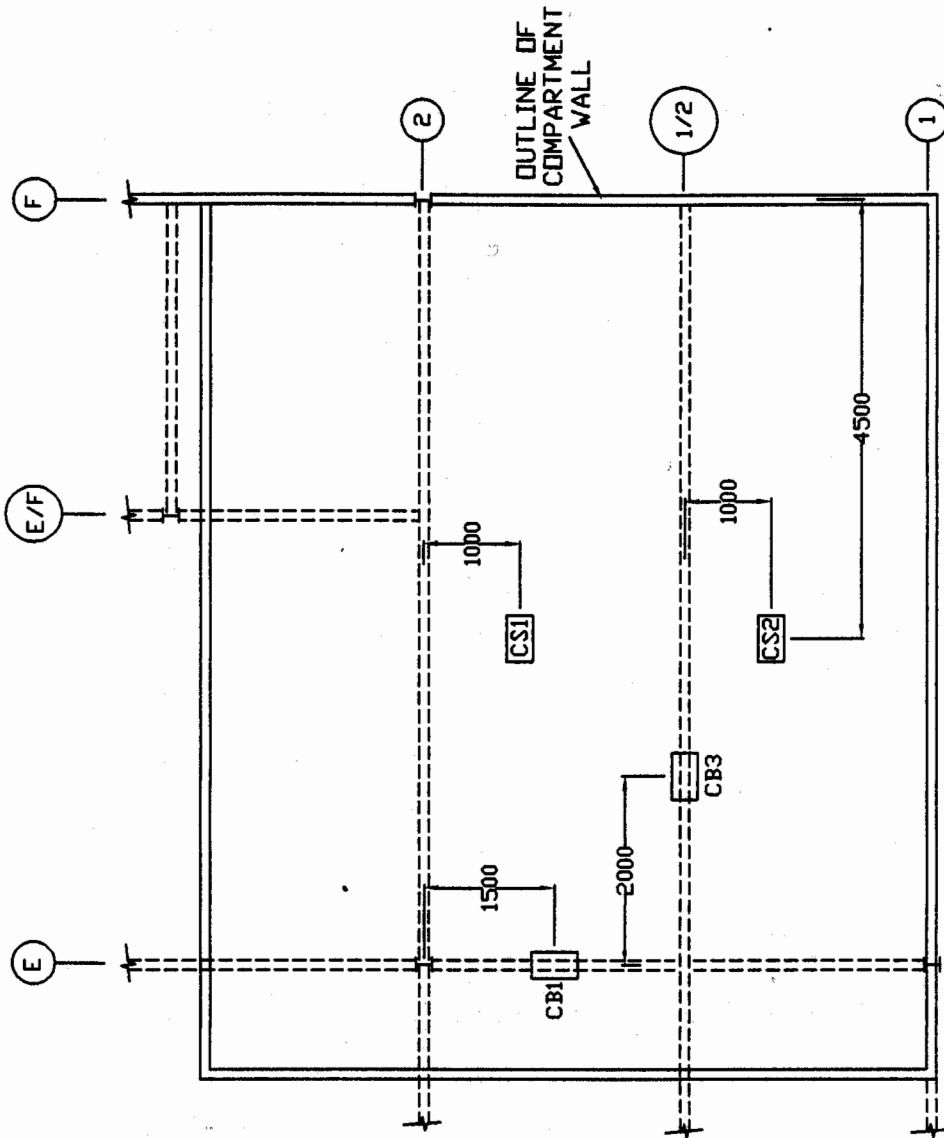 F
E/F
E
2
1/2
1
OUTLINE OF
COMPARTMENT
WALL
1000
CS1
1000
CS2
4500
1500
2000
CB3
CB1